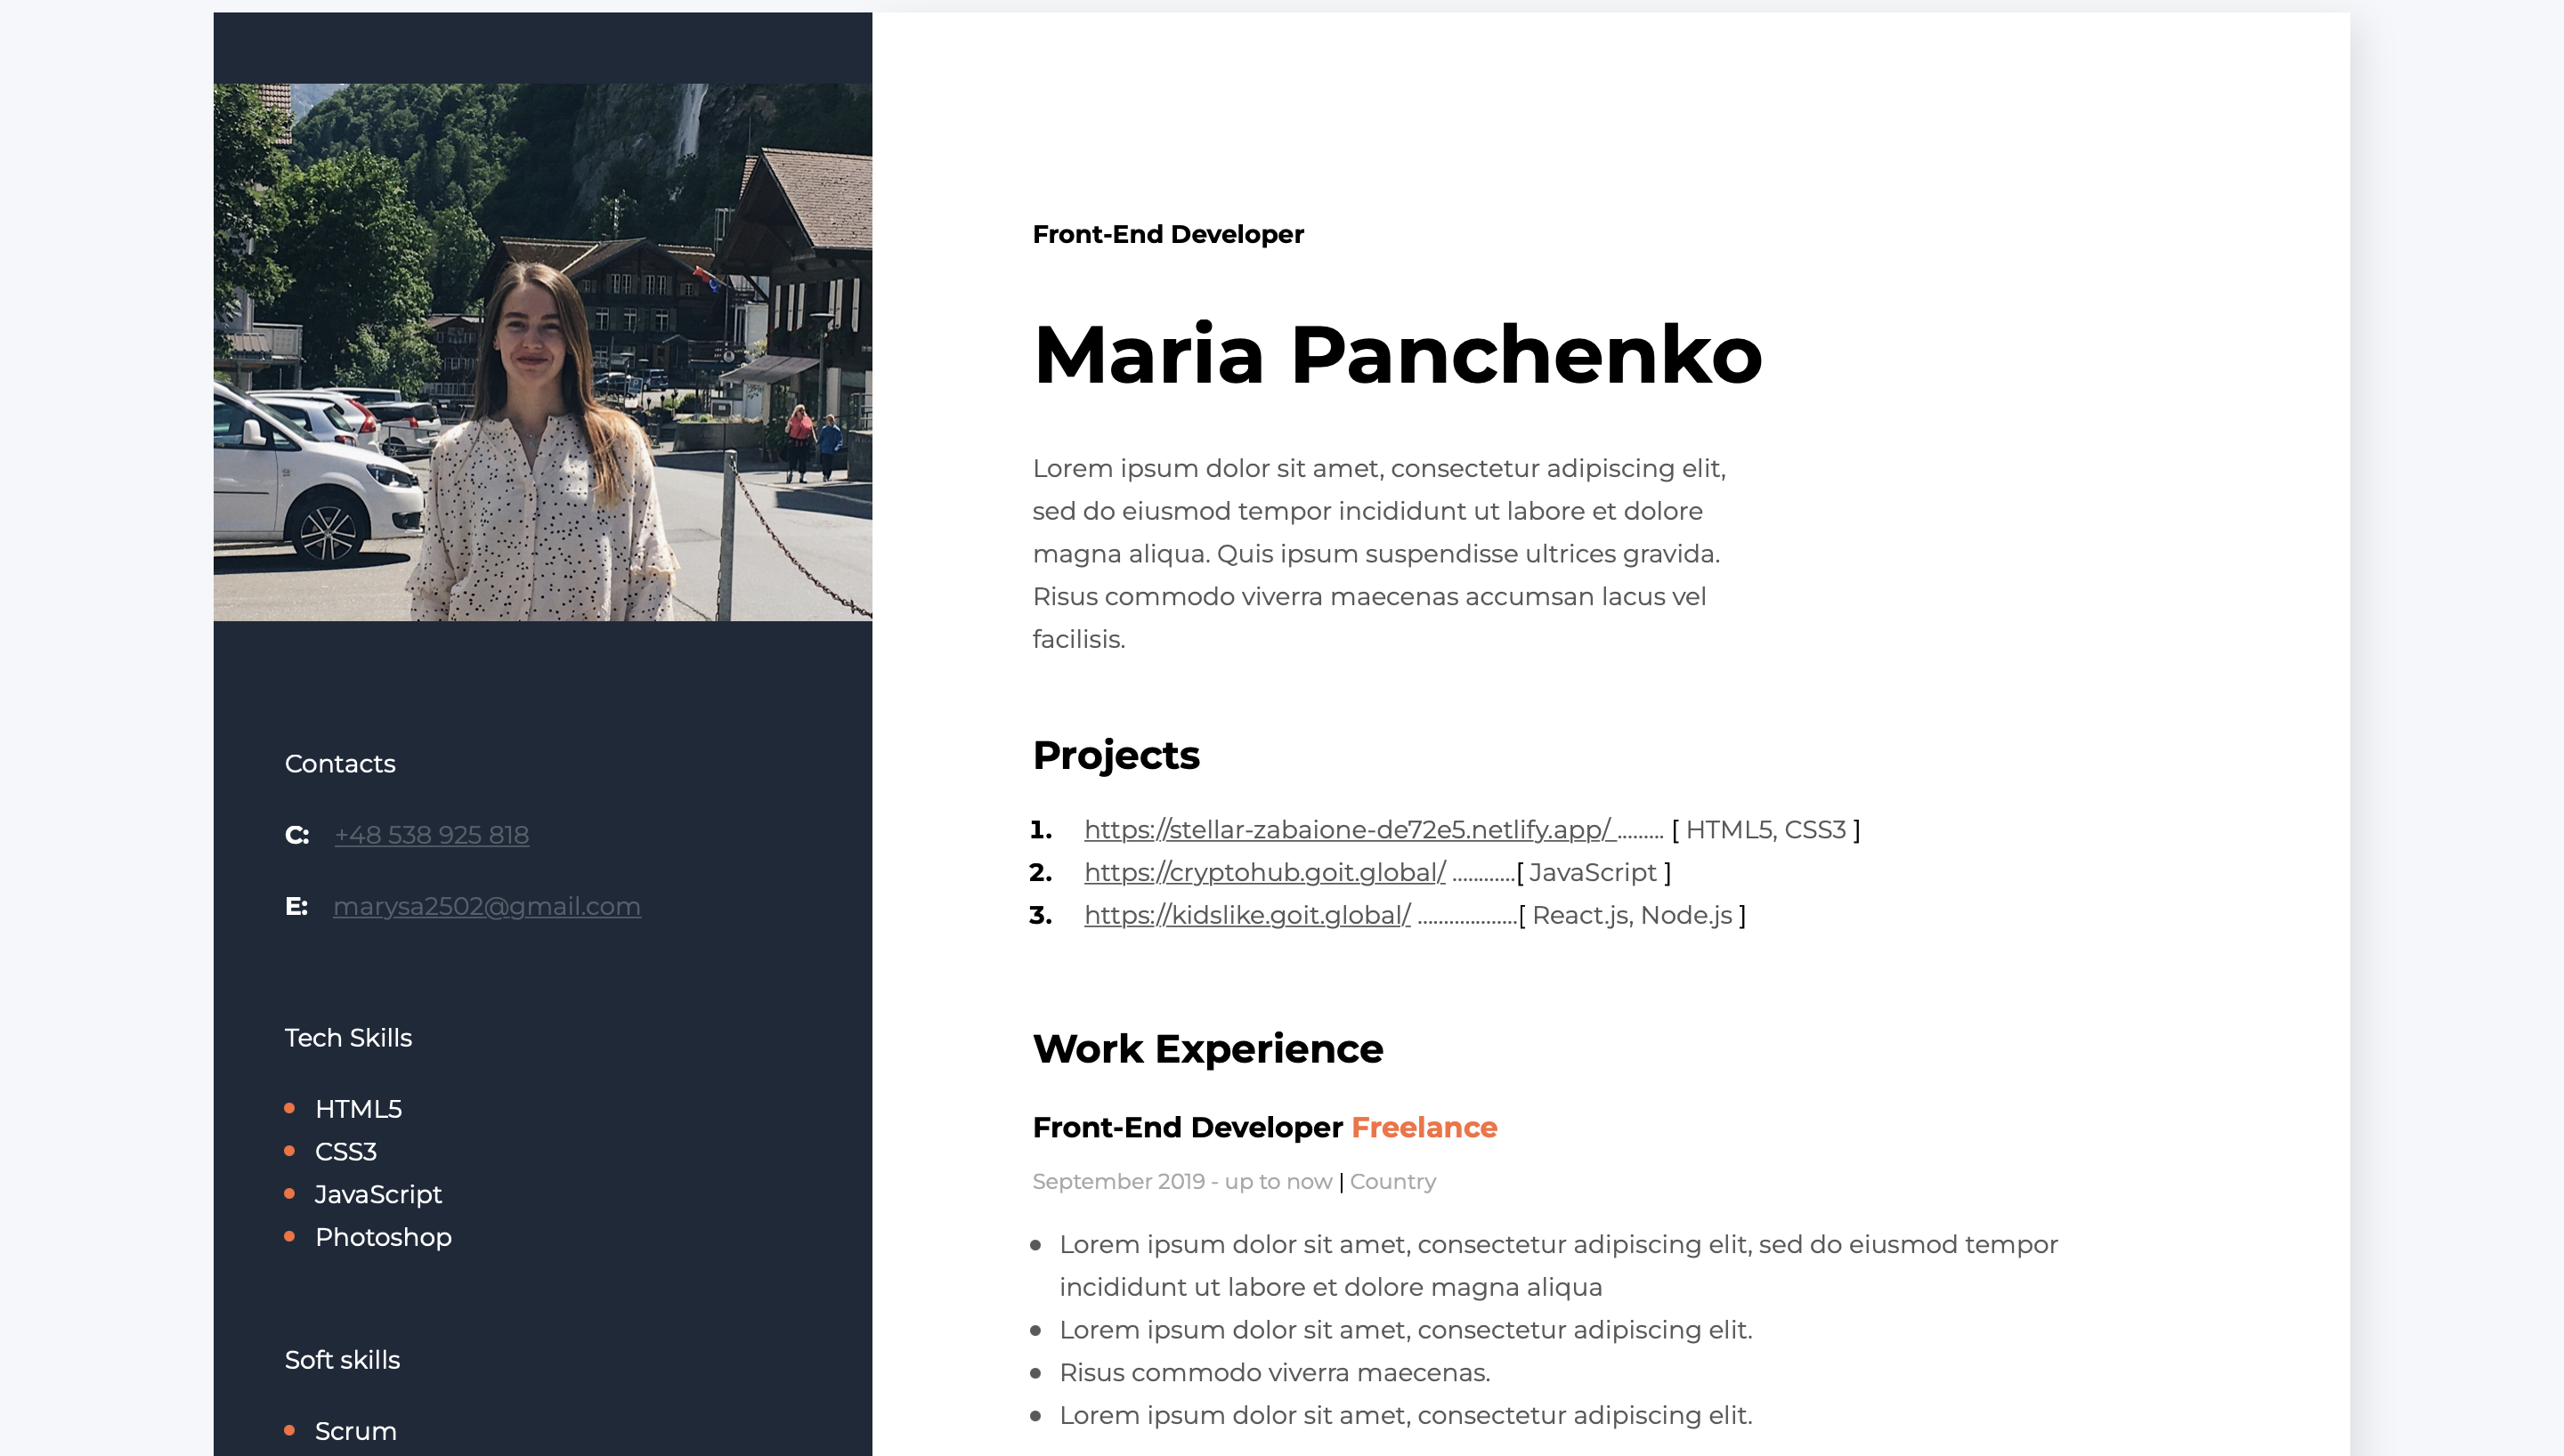 Contacts
C: +48 538 925 818
E: marysa2502@gmail.com
Tech Skills
HTML5
CSS3
JavaScript
Photoshop
Soft skills
Scrum
Front-End Developer
Maria Panchenko
Lorem ipsum dolor sit amet, consectetur adipiscing elit,
sed do eiusmod tempor incididunt ut labore et dolore
magna aliqua. Quis ipsum suspendisse ultrices gravida.
Risus commodo viverra maecenas accumsan lacus vel
facilisis.
Projects
1. https://stellar-zabaione-de72e5.netlify.app/ ......... [ HTML5, CSS3 ]
2. https://cryptohub.goit.global/ ............[ JavaScript ]
3. https://kidslike.goit.global/ ...................[ React.js, Node.js ]
Work Experience
Front-End Developer Freelance
September 2019 - up to now | Country
Lorem ipsum dolor sit amet, consectetur adipiscing elit, sed do eiusmod tempor
incididunt ut labore et dolore magna aliqua
Lorem ipsum dolor sit amet, consectetur adipiscing elit.
Risus commodo viverra maecenas.
Lorem ipsum dolor sit amet, consectetur adipiscing elit.